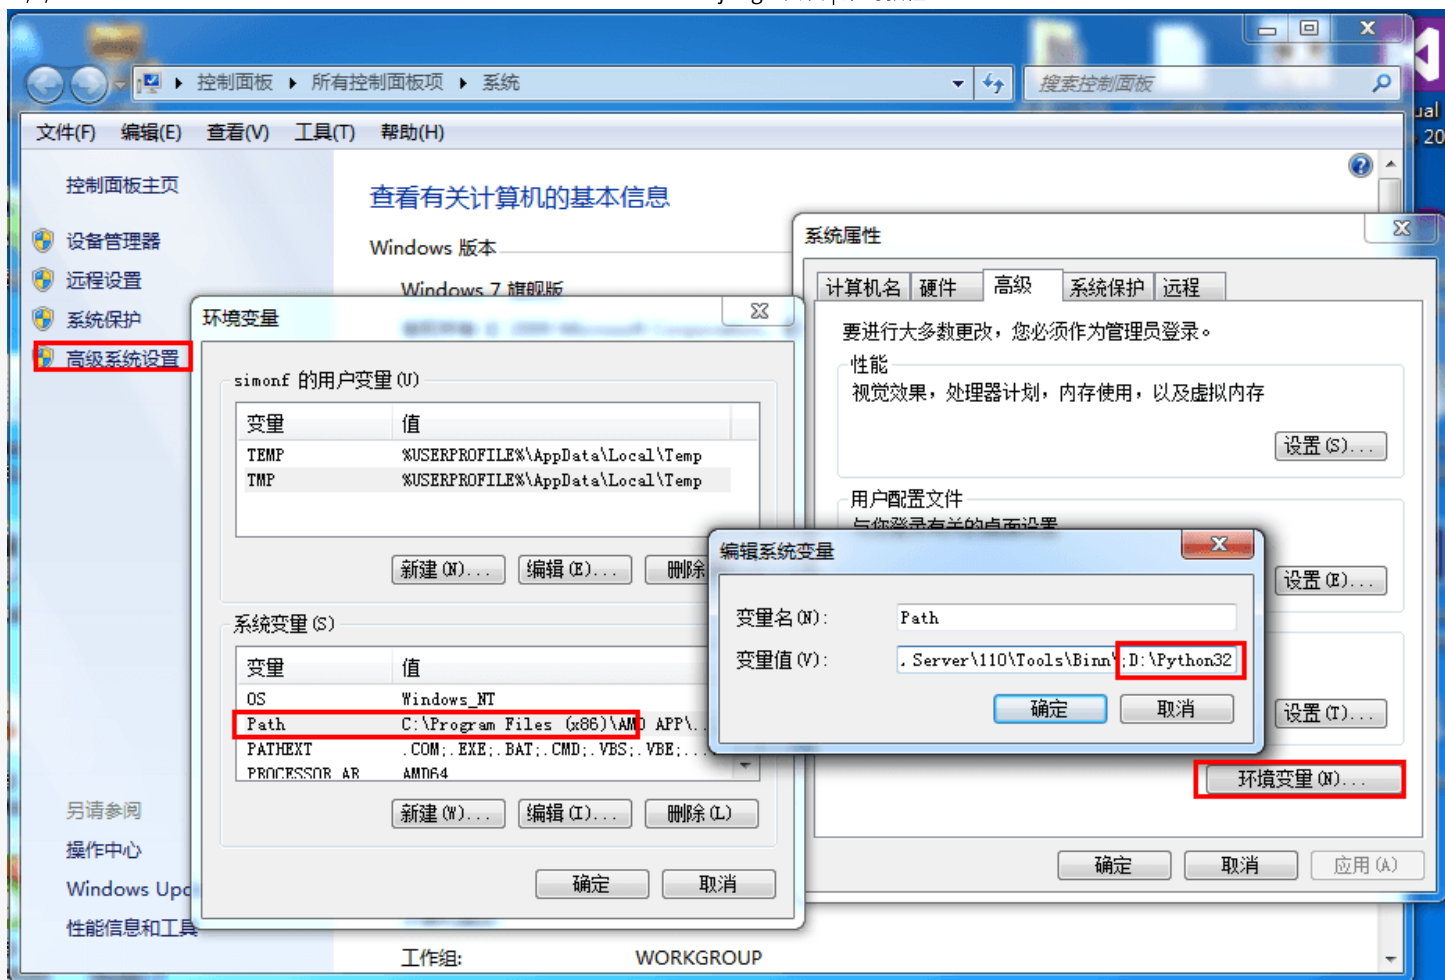 控制面板 ▸ 所有控制面板项 ▸ 系统
搜索控制面板
文件(F) 编辑(E) 查看(V) 工具(T) 帮助(H)
控制面板主页
设备管理器
远程设置
系统保护
高级系统设置
另请参阅
操作中心
Windows Upd
性能信息和工具
查看有关计算机的基本信息
Windows 版本
Windows 7 旗舰版
工作组: WORKGROUP
环境变量
simonf 的用户变量(U)
变量 值
TEMP %USERPROFILE%\AppData\Local\Temp
TMP %USERPROFILE%\AppData\Local\Temp
新建(N)... 编辑(E)... 删除
系统变量(S)
变量 值
OS Windows_NT
Path C:\Program Files (x86)\AMD APP\..
PATHEXT .COM;.EXE;.BAT;.CMD;.VBS;.VBE;...
PROCESSOR_AR AMD64
新建(W)... 编辑(I)... 删除(L)
确定 取消
系统属性
计算机名 硬件 高级 系统保护 远程
要进行大多数更改，您必须作为管理员登录。
性能
视觉效果，处理器计划，内存使用，以及虚拟内存
设置(S)...
用户配置文件
与您登录有关的桌面设置
设置(E)...
设置(T)...
环境变量(N)...
确定 取消 应用(A)
编辑系统变量
变量名(N): Path
变量值(V): . Server\110\Tools\Binn\;D:\Python32
确定 取消
ual
20